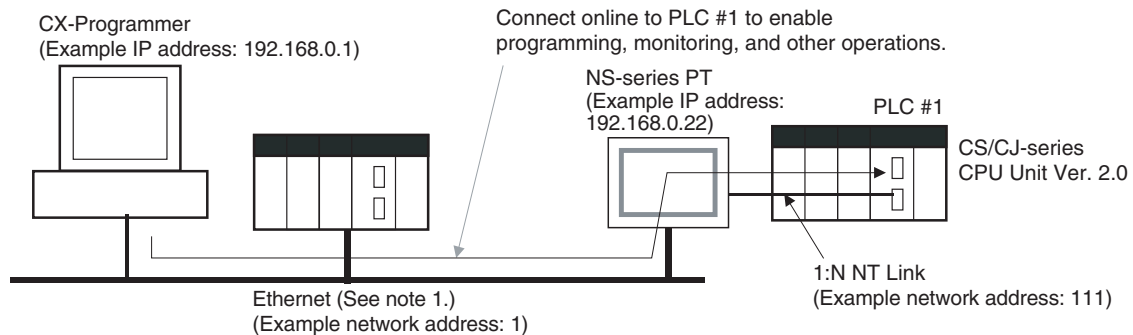 CX-Programmer
(Example IP address: 192.168.0.1)
Connect online to PLC #1 to enable
programming, monitoring, and other operations.
NS-series PT
(Example IP address:
192.168.0.22)
PLC #1
CS/CJ-series
CPU Unit Ver. 2.0
1:N NT Link
(Example network address: 111)
Ethernet (See note 1.)
(Example network address: 1)